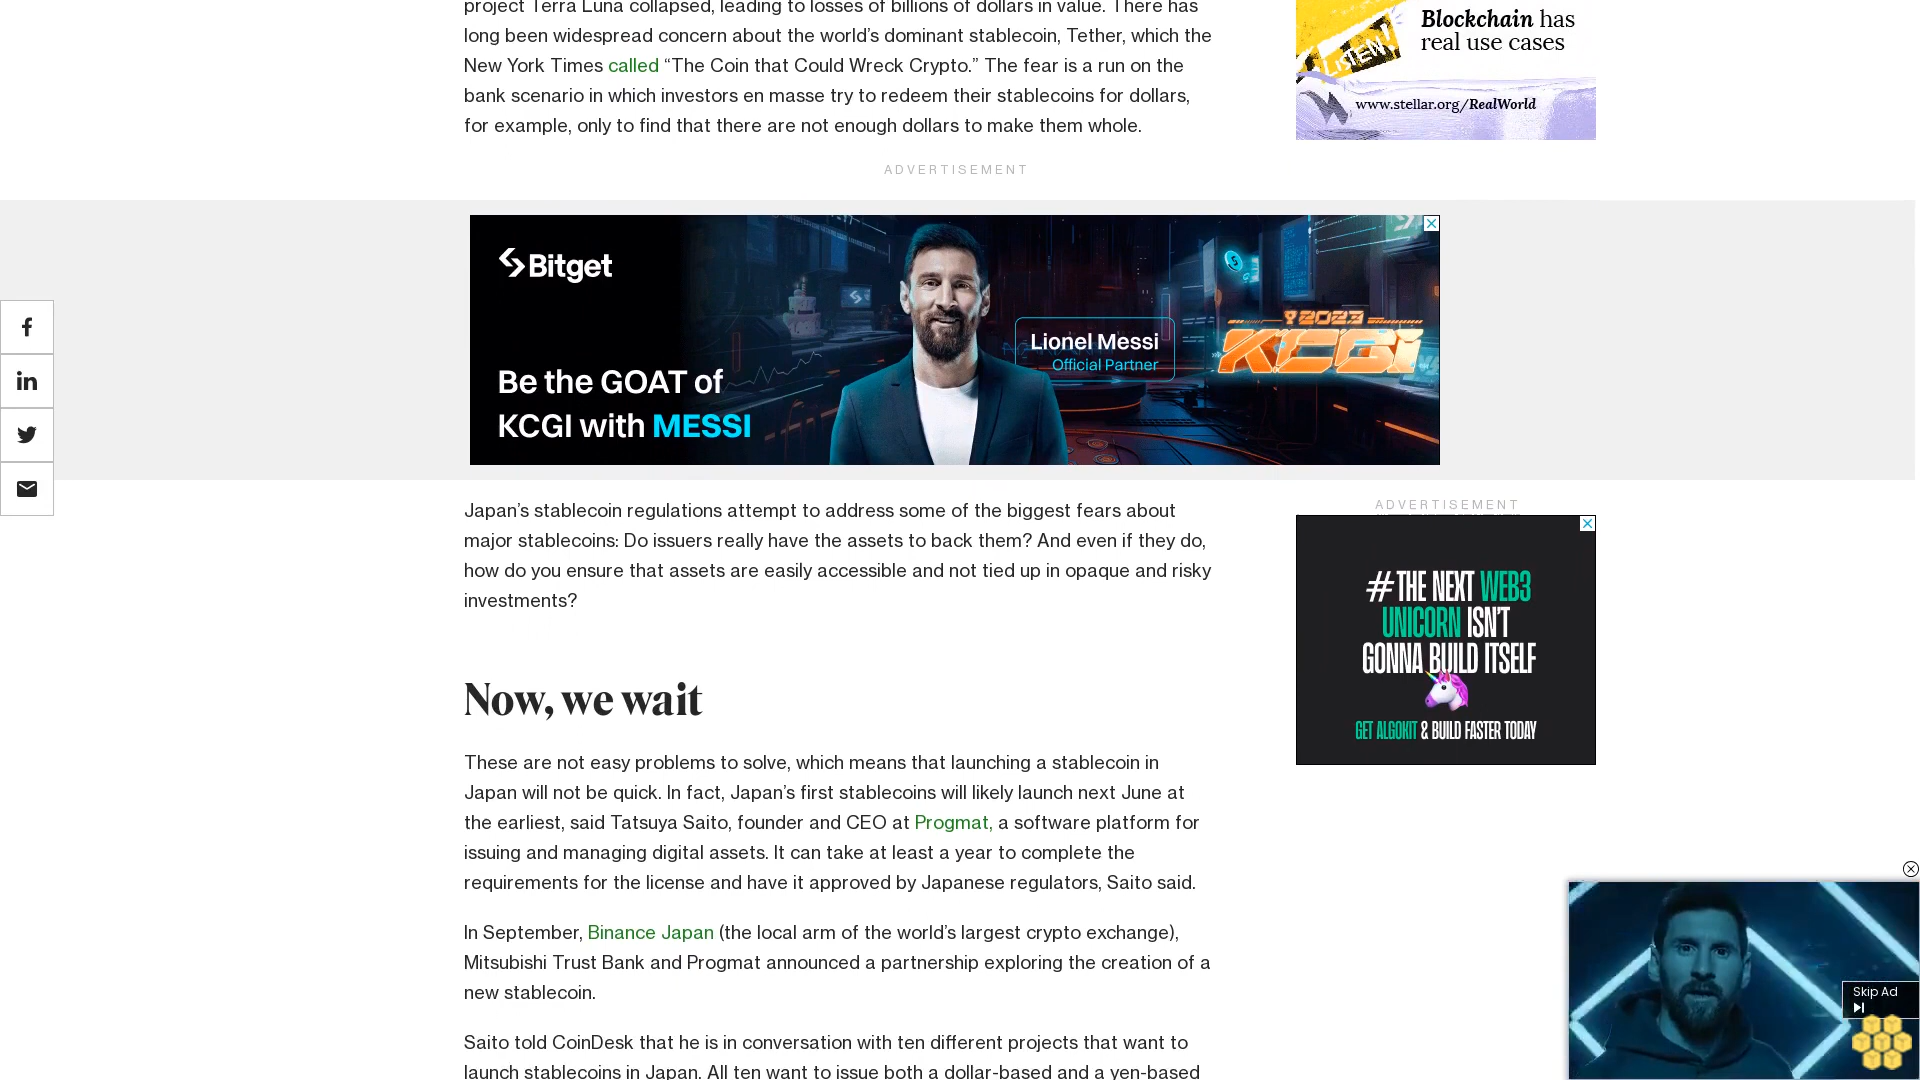 project Terra Luna collapsed, leading to losses of billions of dollars in value. There has
long been widespread concern about the world’s dominant stablecoin, Tether, which the
New York Times called “The Coin that Could Wreck Crypto.” The fear is a run on the
bank scenario in which investors en masse try to redeem their stablecoins for dollars,
for example, only to find that there are not enough dollars to make them whole.
LISTEN!
Blockchain has
real use cases
www.stellar.org/RealWorld
ADVERTISEMENT
Bitget
Be the GOAT of
KCGI with MESSI
Lionel Messi
Official Partner
2023
KCGI
Japan’s stablecoin regulations attempt to address some of the biggest fears about
major stablecoins: Do issuers really have the assets to back them? And even if they do,
how do you ensure that assets are easily accessible and not tied up in opaque and risky
investments?
ADVERTISEMENT
#THE NEXT WEB3
UNICORN ISN'T
GONNA BUILD ITSELF
GET ALGOKIT & BUILD FASTER TODAY
Now, we wait
These are not easy problems to solve, which means that launching a stablecoin in
Japan will not be quick. In fact, Japan’s first stablecoins will likely launch next June at
the earliest, said Tatsuya Saito, founder and CEO at Progmat, a software platform for
issuing and managing digital assets. It can take at least a year to complete the
requirements for the license and have it approved by Japanese regulators, Saito said.
In September, Binance Japan (the local arm of the world’s largest crypto exchange),
Mitsubishi Trust Bank and Progmat announced a partnership exploring the creation of a
new stablecoin.
Saito told CoinDesk that he is in conversation with ten different projects that want to
launch stablecoins in Japan. All ten want to issue both a dollar-based and a yen-based
Skip Ad